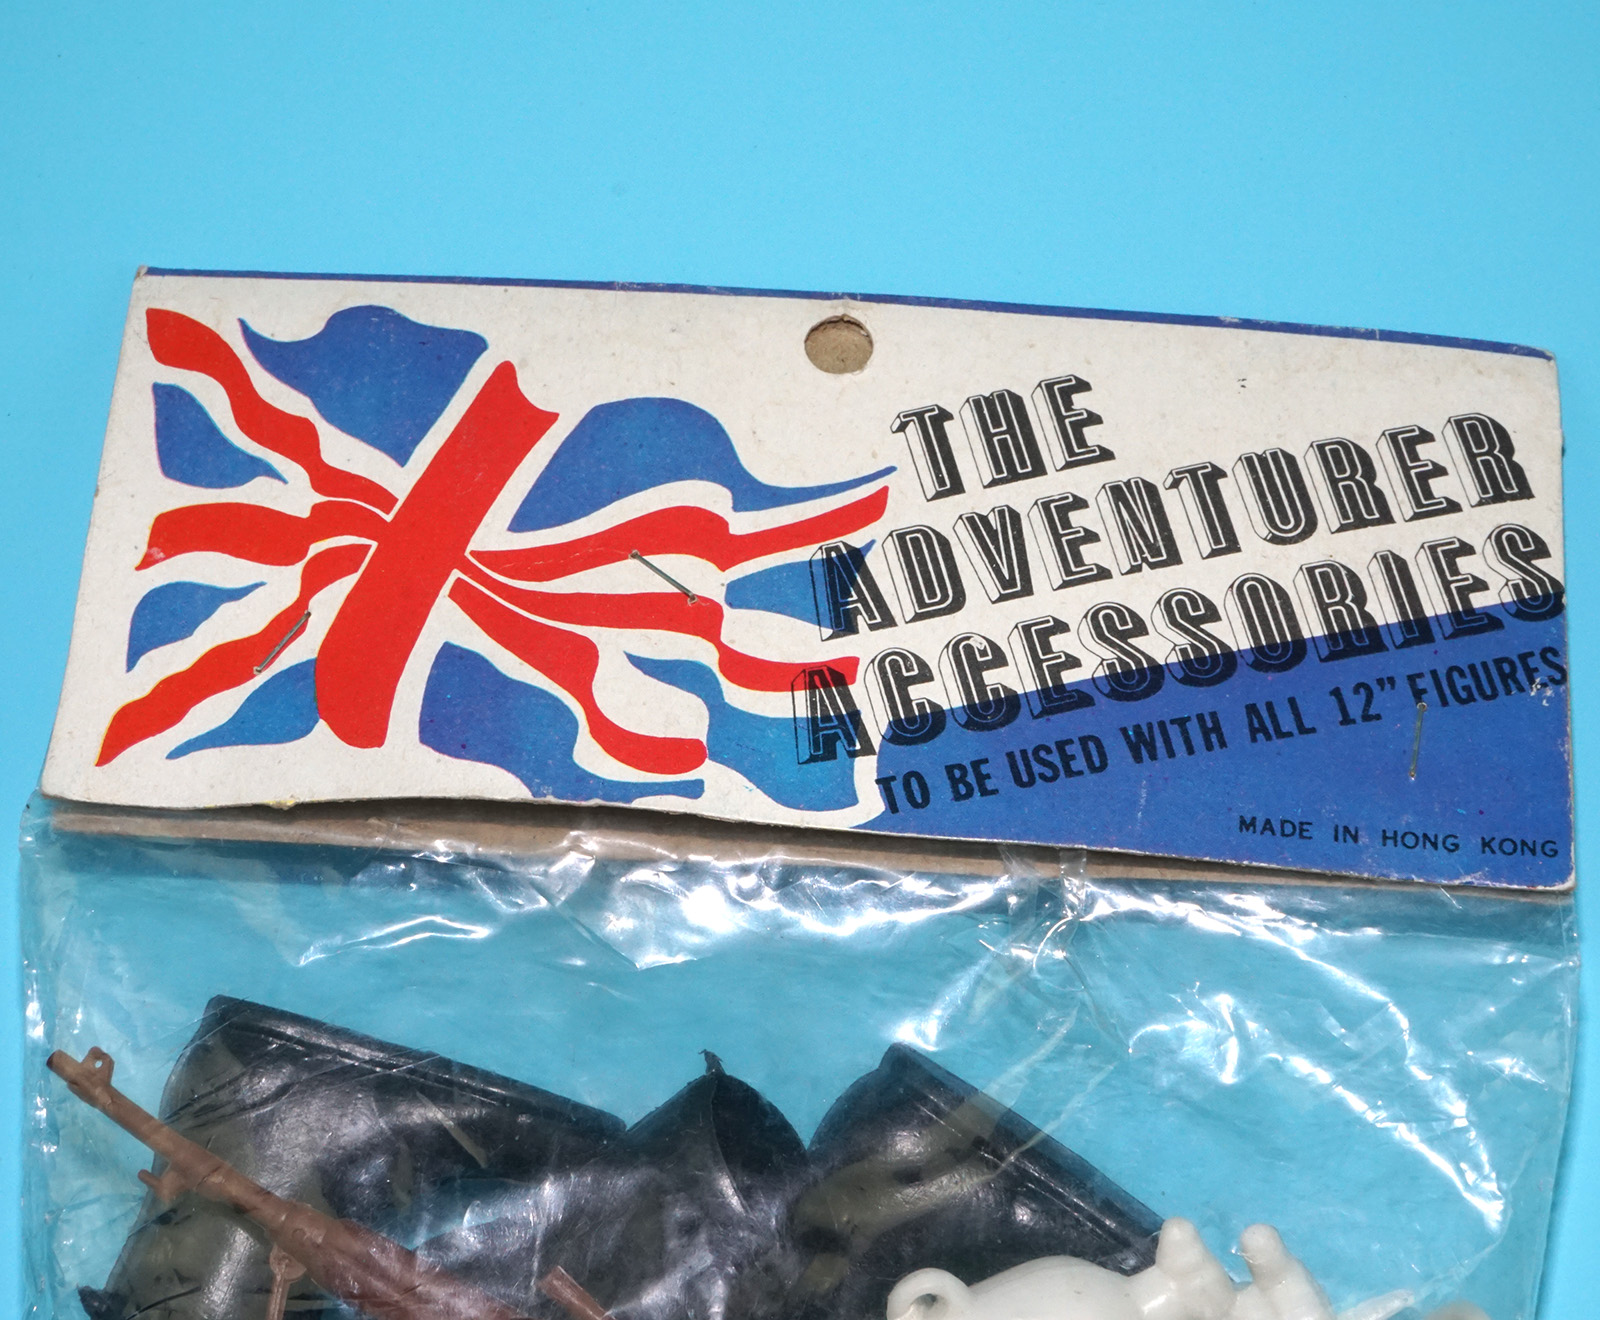 THE
ADVENTURER
ACCESSORIES
TO BE USED WITH ALL 12" FIGURES
MADE IN HONG KONG